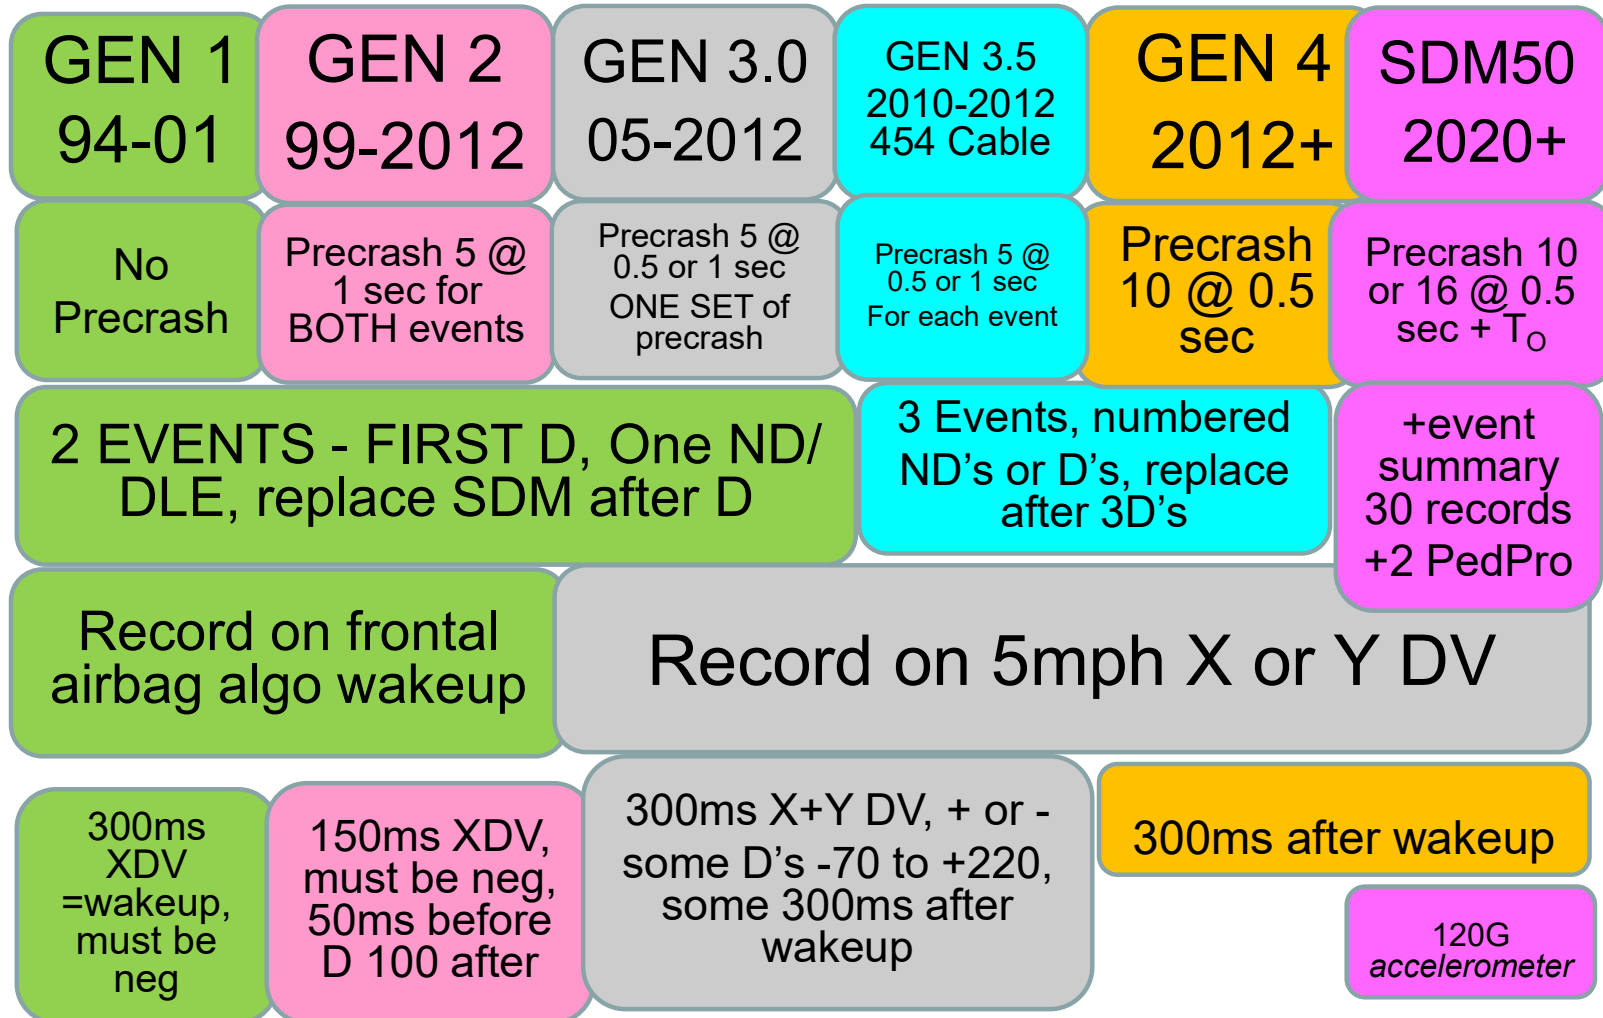 GEN 1
94-01
GEN 2
99-2012
GEN 3.0
05-2012
GEN 3.5
2010-2012
454 Cable
GEN 4
2012+
SDM50
2020+
No
Precrash
Precrash 5 @
1 sec for
BOTH events
Precrash 5 @
0.5 or 1 sec
ONE SET of
precrash
Precrash 5 @
0.5 or 1 sec
For each event
Precrash
10 @ 0.5
sec
Precrash 10
or 16 @ 0.5
sec + TO
2 EVENTS - FIRST D, One ND/
DLE, replace SDM after D
3 Events, numbered
ND’s or D’s, replace
after 3D’s
+event
summary
30 records
+2 PedPro
Record on frontal
airbag algo wakeup
Record on 5mph X or Y DV
300ms
XDV
=wakeup,
must be
neg
150ms XDV,
must be neg,
50ms before
D 100 after
300ms X+Y DV, + or -
some D’s -70 to +220,
some 300ms after
wakeup
300ms after wakeup
120G
accelerometer